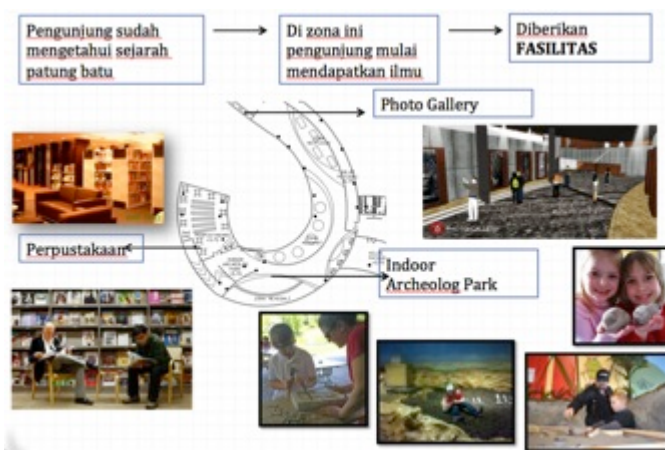 Pengunjung sudah
mengetahui sejarah
patung batu
Di zona ini
pengunjung mulai
mendapatkan ilmu
Diberikan
FASILITAS
Photo Gallery
Perpustakaan
Indoor
Archeolog Park